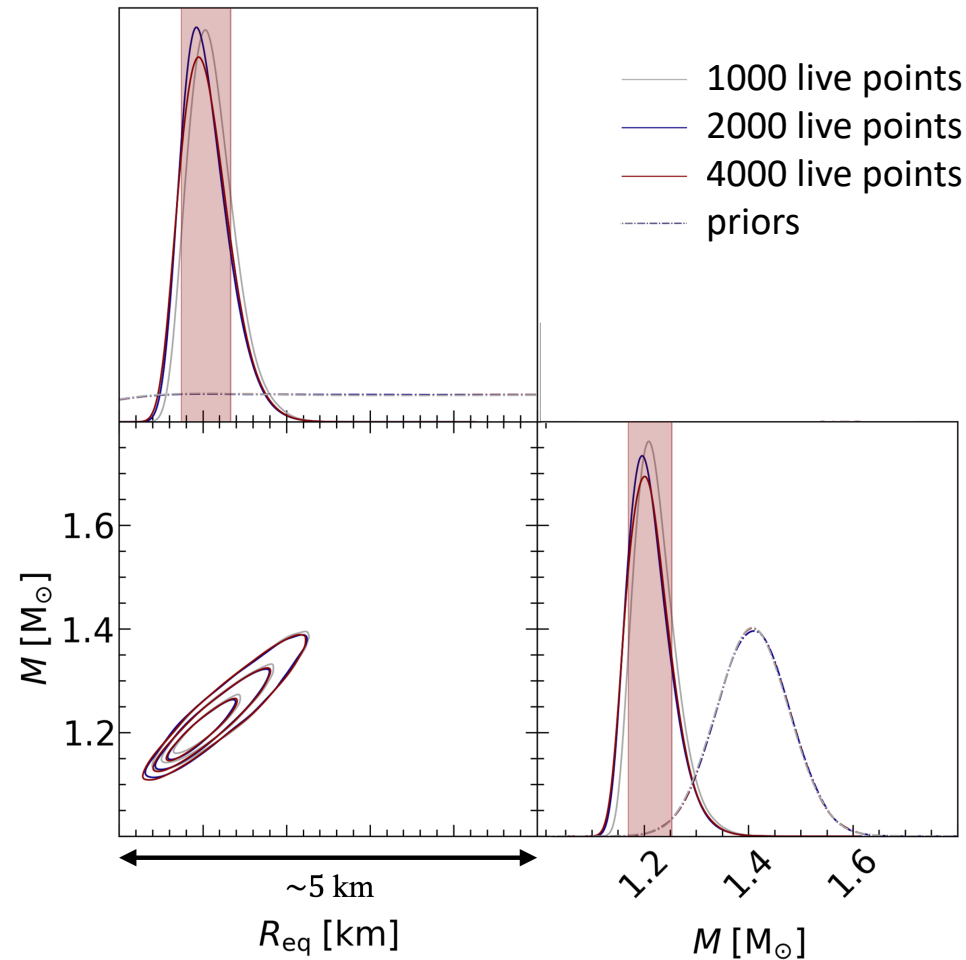 1000 live points
2000 live points
4000 live points
priors
1.6
1.4
1.2
M [M⊙]
~5 km
R_eq [km]
1.2
1.4
1.6
M [M⊙]